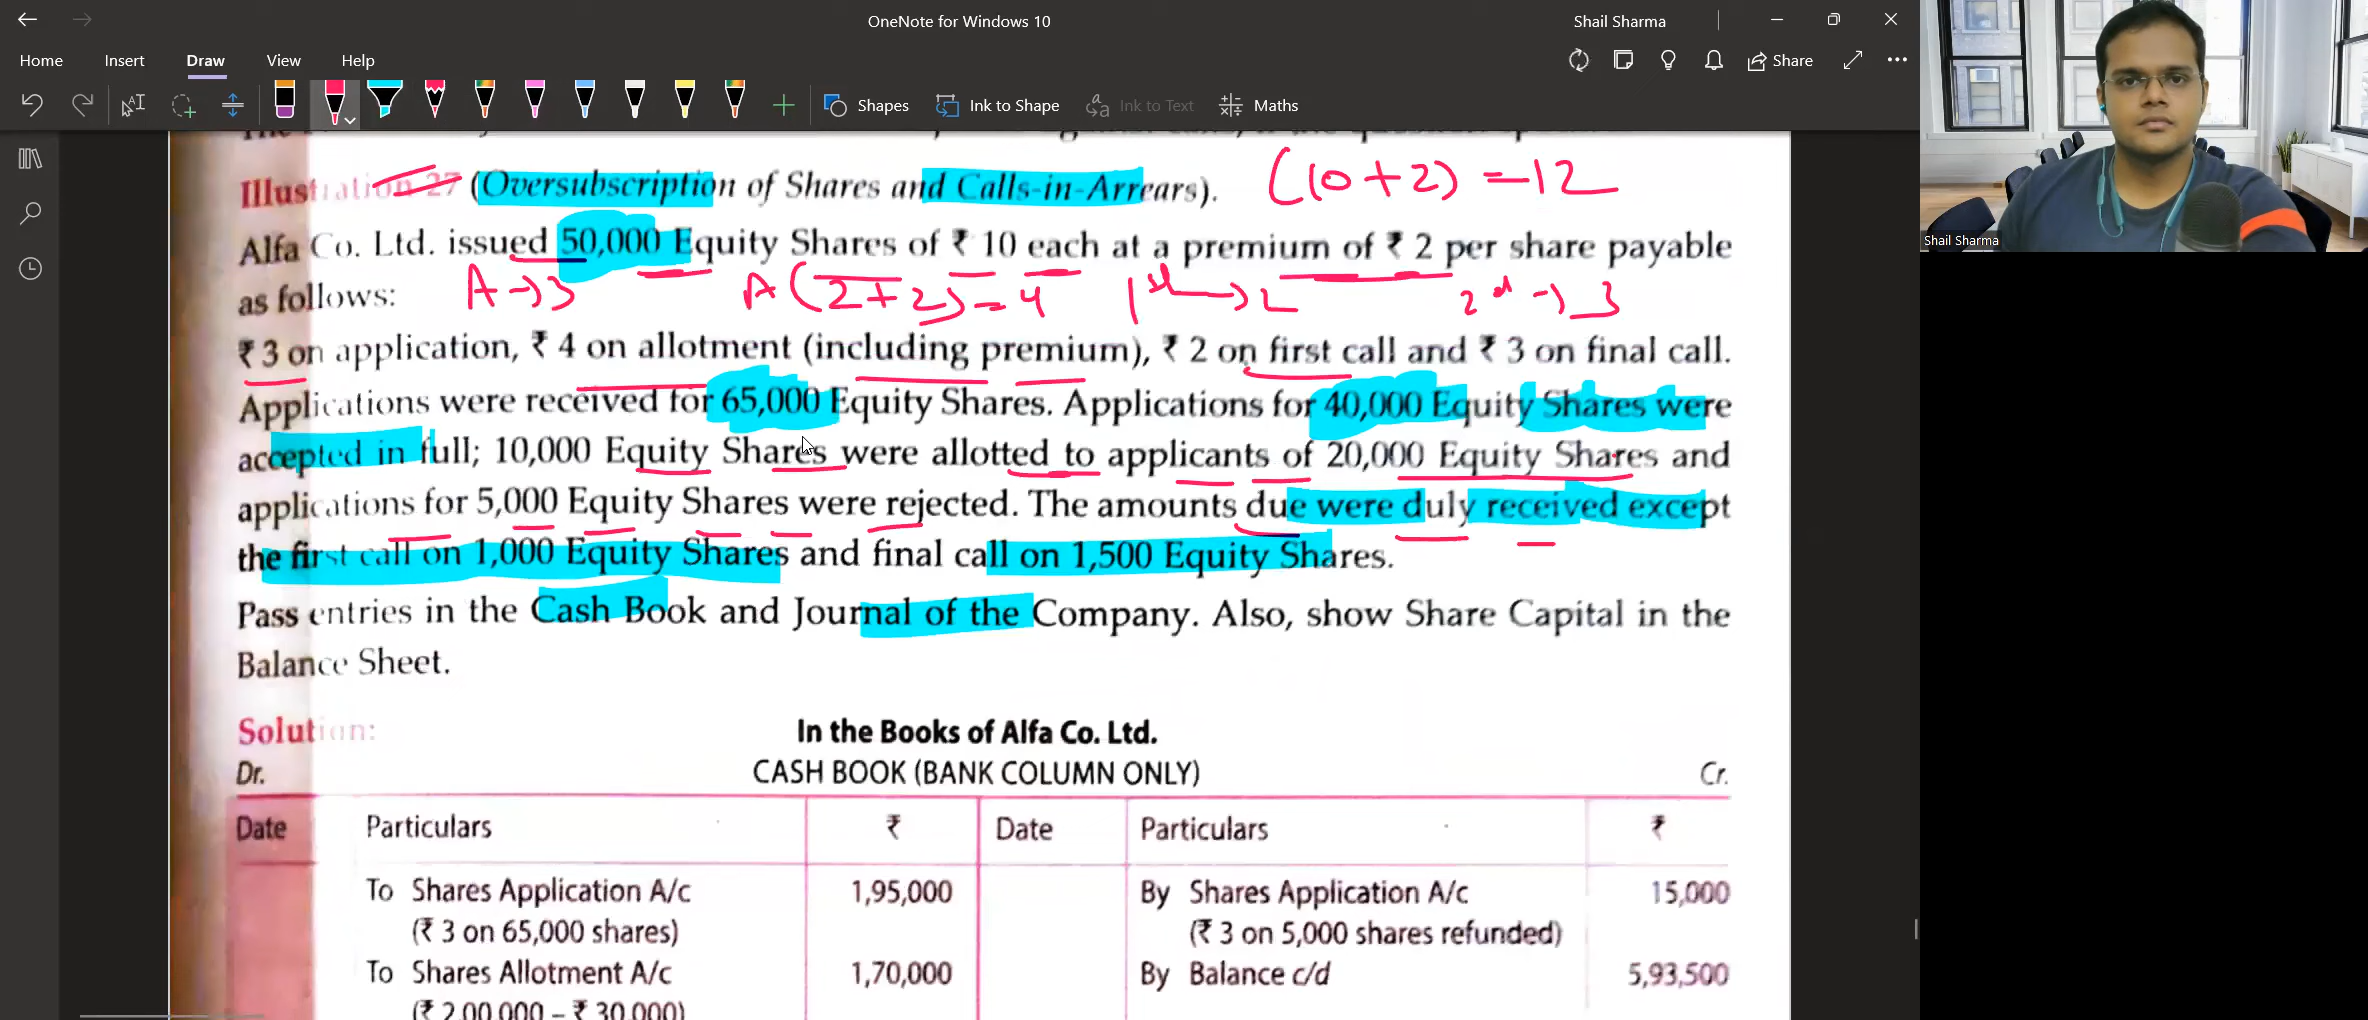 OneNote for Windows 10
Shail Sharma
Home Insert Draw View Help
Share
Shapes Ink to Shape Ink to Text Maths
Shail Sharma
Illustration 27 (Oversubscription of Shares and Calls-in-Arrears). (10+2) = 12
Alfa Co. Ltd. issued 50,000 Equity Shares of ₹ 10 each at a premium of ₹ 2 per share payable
as follows: A → 3 A (2+2) = 4 1st → 2 2d → 3
₹ 3 on application, ₹ 4 on allotment (including premium), ₹ 2 on first call and ₹ 3 on final call.
Applications were received for 65,000 Equity Shares. Applications for 40,000 Equity Shares were
accepted in full; 10,000 Equity Shares were allotted to applicants of 20,000 Equity Shares and
applications for 5,000 Equity Shares were rejected. The amounts due were duly received except
the first call on 1,000 Equity Shares and final call on 1,500 Equity Shares.
Pass entries in the Cash Book and Journal of the Company. Also, show Share Capital in the
Balance Sheet.
Solution: In the Books of Alfa Co. Ltd.
Dr. CASH BOOK (BANK COLUMN ONLY) Cr.
Date Particulars ₹ Date Particulars ₹
To Shares Application A/c 1,95,000 By Shares Application A/c 15,000
(₹ 3 on 65,000 shares) (₹ 3 on 5,000 shares refunded)
To Shares Allotment A/c 1,70,000 By Balance c/d 5,93,500
(₹ 2,00,000 – ₹ 30,000)